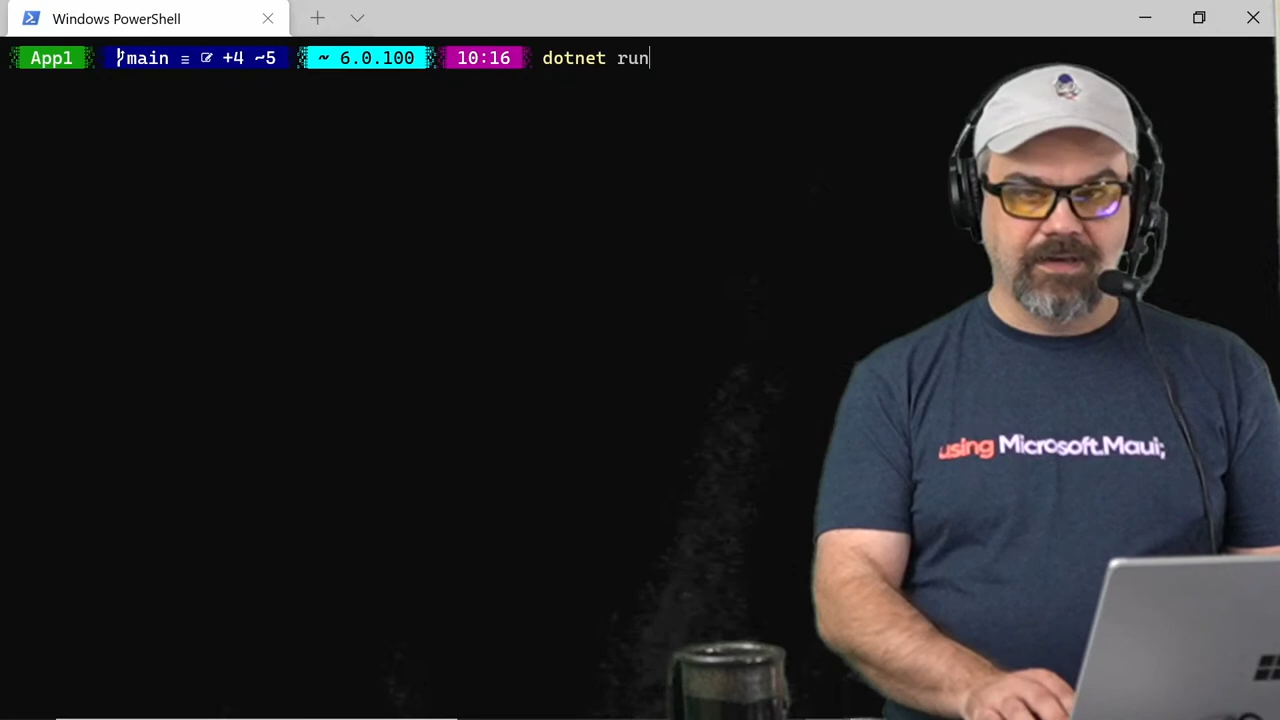 Windows PowerShell
App1 main ≡ +4 ~5 ~ 6.0.100 10:16 dotnet run
using Microsoft.Maui;